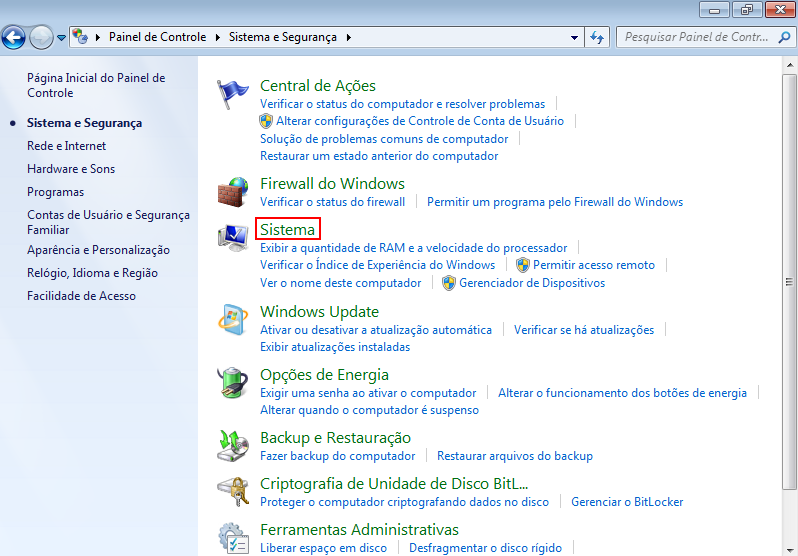 Painel de Controle Sistema e Segurança
Pesquisar Painel de Contr...
Página Inicial do Painel de
Controle
Sistema e Segurança
Rede e Internet
Hardware e Sons
Programas
Contas de Usuário e Segurança
Familiar
Aparência e Personalização
Relógio, Idioma e Região
Facilidade de Acesso
Central de Ações
Verificar o status do computador e resolver problemas
Alterar configurações de Controle de Conta de Usuário
Solução de problemas comuns de computador
Restaurar um estado anterior do computador
Firewall do Windows
Verificar o status do firewall Permitir um programa pelo Firewall do Windows
Sistema
Exibir a quantidade de RAM e a velocidade do processador
Verificar o Índice de Experiência do Windows Permitir acesso remoto
Ver o nome deste computador Gerenciador de Dispositivos
Windows Update
Ativar ou desativar a atualização automática Verificar se há atualizações
Exibir atualizações instaladas
Opções de Energia
Exigir uma senha ao ativar o computador Alterar o funcionamento dos botões de energia
Alterar quando o computador é suspenso
Backup e Restauração
Fazer backup do computador Restaurar arquivos do backup
Criptografia de Unidade de Disco BitL...
Proteger o computador criptografando dados no disco Gerenciar o BitLocker
Ferramentas Administrativas
Liberar espaço em disco Desfragmentar o disco rígido